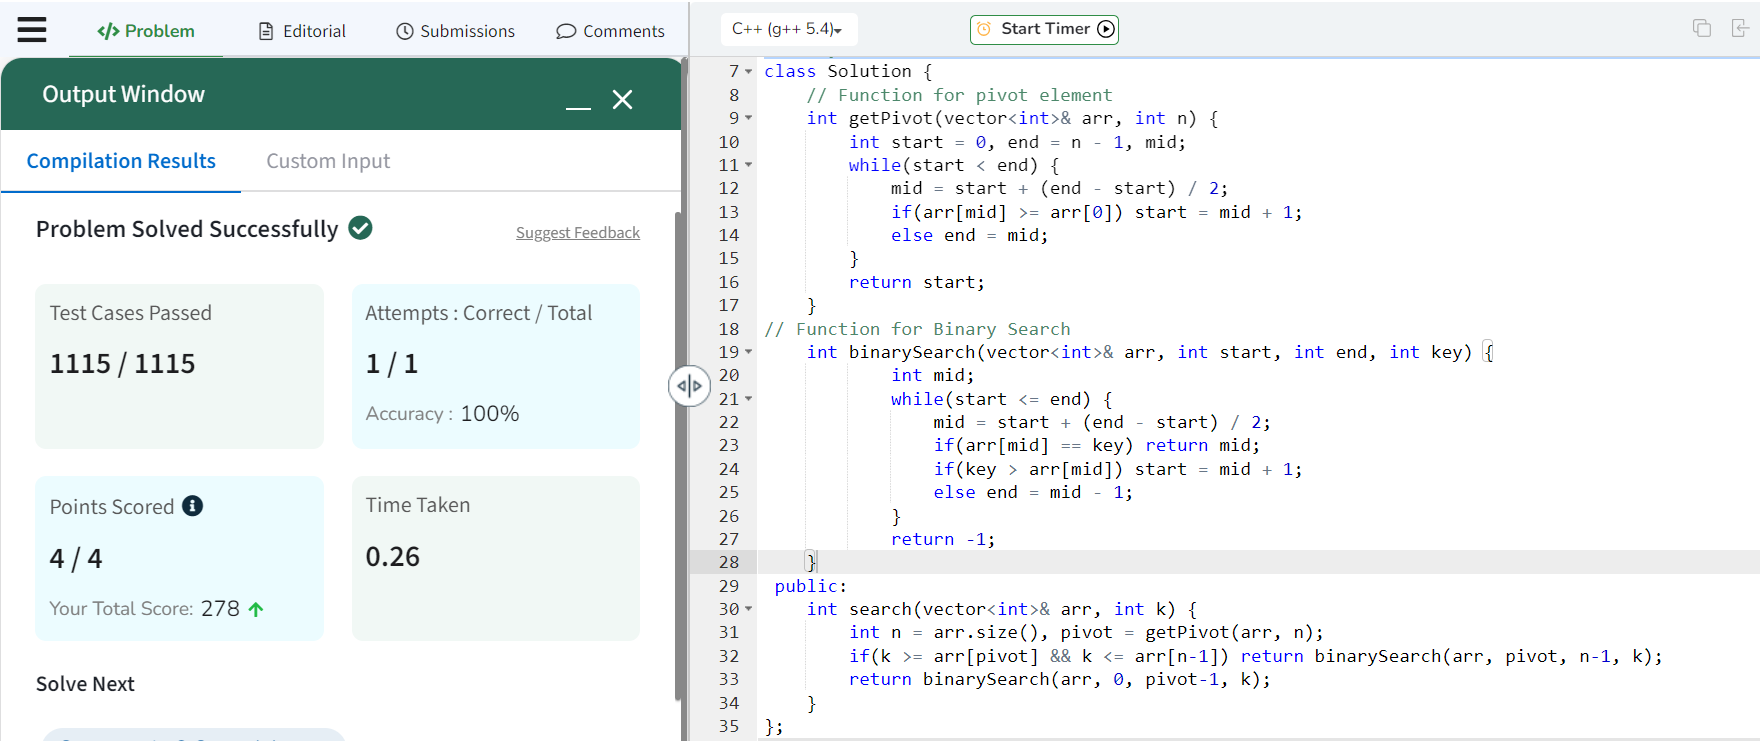 </> Problem
Editorial
Submissions
Comments
C++ (g++ 5.4)
Start Timer
Output Window
Compilation Results
Custom Input
Problem Solved Successfully
Suggest Feedback
Test Cases Passed
1115 / 1115
Attempts : Correct / Total
1 / 1
Accuracy : 100%
Points Scored
4 / 4
Your Total Score: 278
Time Taken
0.26
Solve Next
7 class Solution {
8     // Function for pivot element
9     int getPivot(vector<int>& arr, int n) {
10         int start = 0, end = n - 1, mid;
11         while(start < end) {
12             mid = start + (end - start) / 2;
13             if(arr[mid] >= arr[0]) start = mid + 1;
14             else end = mid;
15         }
16         return start;
17     }
18 // Function for Binary Search
19     int binarySearch(vector<int>& arr, int start, int end, int key) {
20             int mid;
21             while(start <= end) {
22                 mid = start + (end - start) / 2;
23                 if(arr[mid] == key) return mid;
24                 if(key > arr[mid]) start = mid + 1;
25                 else end = mid - 1;
26             }
27             return -1;
28     }
29  public:
30     int search(vector<int>& arr, int k) {
31         int n = arr.size(), pivot = getPivot(arr, n);
32         if(k >= arr[pivot] && k <= arr[n-1]) return binarySearch(arr, pivot, n-1, k);
33         return binarySearch(arr, 0, pivot-1, k);
34     }
35 };